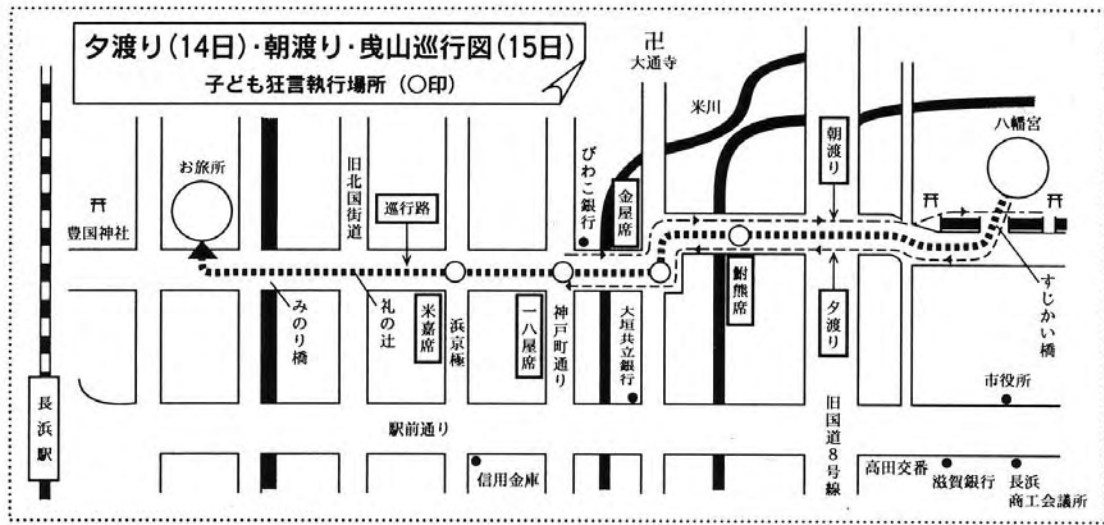 夕渡り(14日)・朝渡り・曵山巡行図(15日)
子ども狂言執行場所(○印)
大通寺
米川
朝渡り
八幡宮
お旅所
旧北国街道
巡行路
びわこ銀行
金屋席
豊国神社
みのり橋
札の辻
米嘉席
浜京極
一八屋席
神戸町通り
大垣共立銀行
鮒熊席
夕渡り
すじかい橋
長浜駅
駅前通り
信用金庫
旧国道8号線
市役所
高田交番
滋賀銀行
長浜
商工会議所